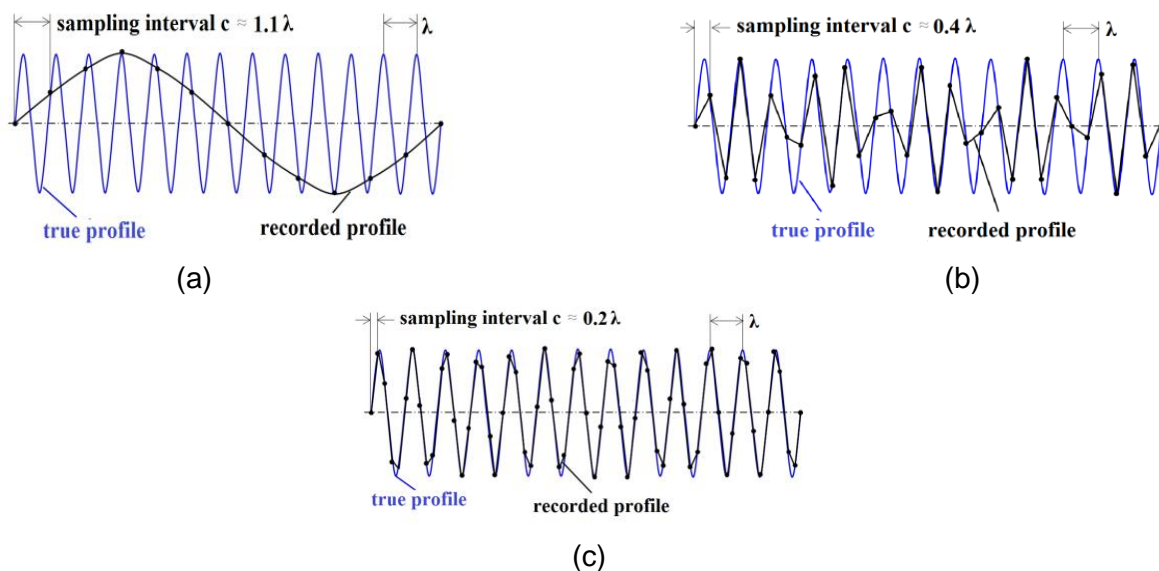 sampling interval c ≈ 1.1 λ
λ
true profile
recorded profile
(a)
sampling interval c ≈ 0.4 λ
λ
true profile
recorded profile
(b)
sampling interval c ≈ 0.2 λ
λ
true profile
recorded profile
(c)